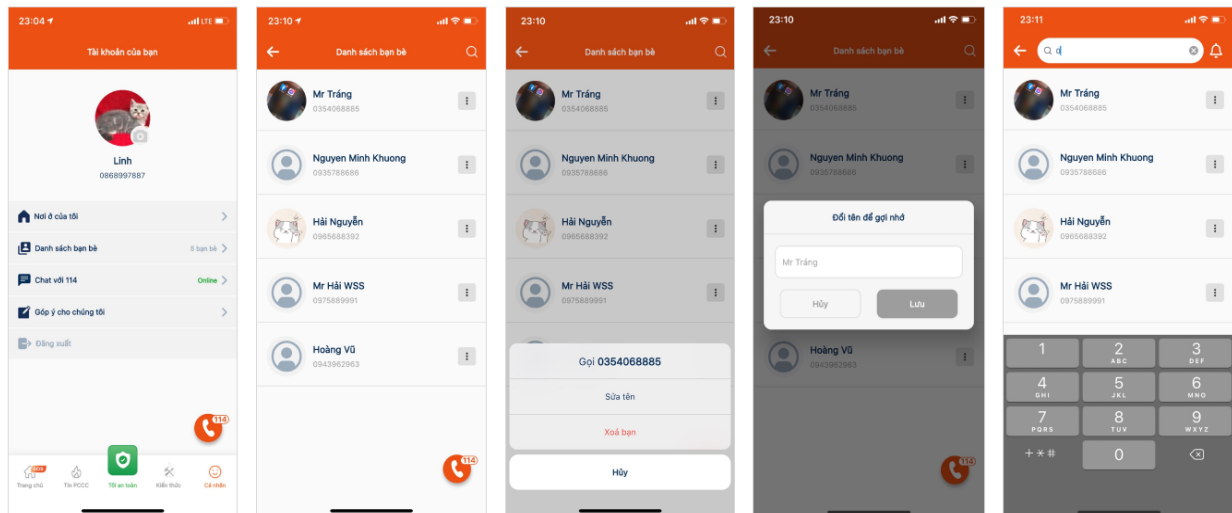 23:04
LTE
Tài khoản của bạn
Linh
0868997887
Nơi ở của tôi
Danh sách bạn bè
5 bạn bè
Chat với 114
Online
Góp ý cho chúng tôi
Đăng xuất
114
Trang chủ
Tin PCCC
Tôi an toàn
Kiến thức
Cá nhân
23:10
Danh sách bạn bè
Mr Tráng
0354068885
Nguyen Minh Khuong
0935788686
Hải Nguyễn
0965688392
Mr Hải WSS
0975889991
Hoàng Vũ
0943962963
114
23:10
Danh sách bạn bè
Mr Tráng
0354068885
Nguyen Minh Khuong
0935788686
Hải Nguyễn
0965688392
Mr Hải WSS
0975889991
Gọi 0354068885
Sửa tên
Xoá bạn
Hủy
23:10
Danh sách bạn bè
Mr Tráng
0354068885
Nguyen Minh Khuong
0935788686
Đổi tên để gợi nhớ
Mr Tráng
Hủy
Lưu
Hoàng Vũ
0943962963
114
23:11
Mr Tráng
0354068885
Nguyen Minh Khuong
0935788686
Hải Nguyễn
0965688392
Mr Hải WSS
0975889991
1
2
ABC
3
DEF
4
GHI
5
JKL
6
MNO
7
PQRS
8
TUV
9
WXYZ
+*#
0